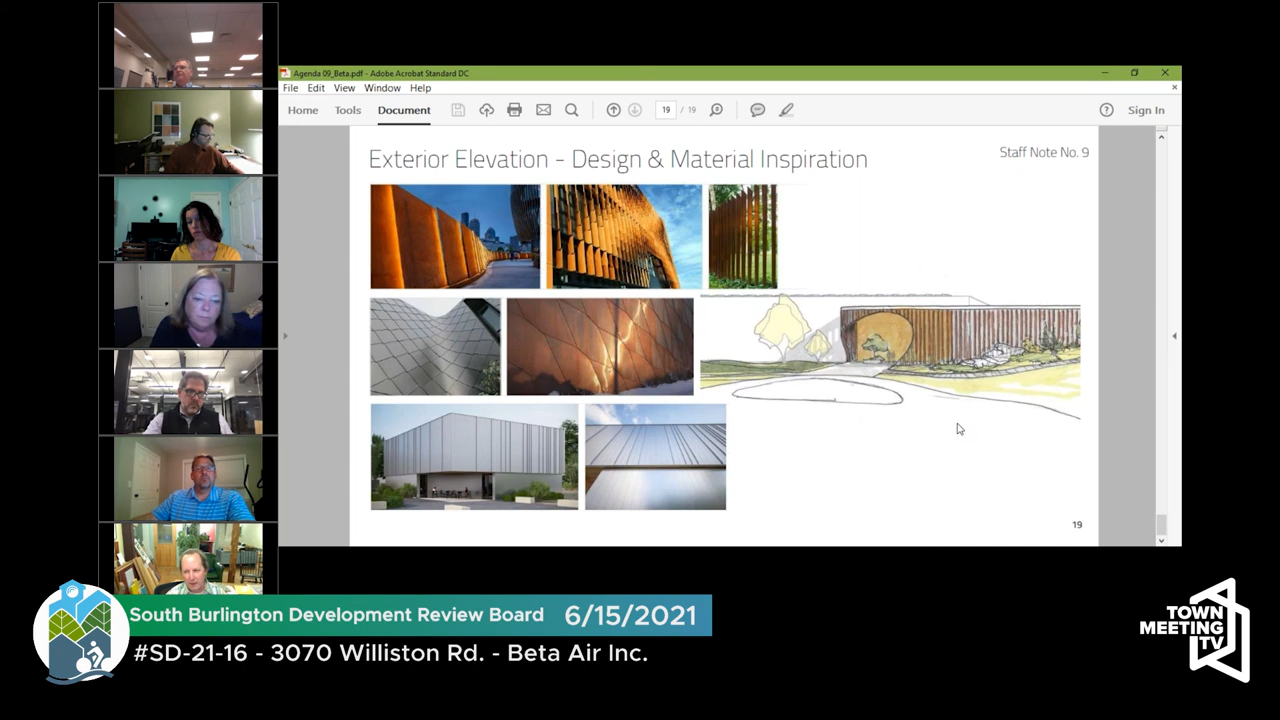 Agenda 09_Beta.pdf - Adobe Acrobat Standard DC
File Edit View Window Help
Home Tools Document 19 / 19 Sign In
Exterior Elevation - Design & Material Inspiration
Staff Note No. 9
19
South Burlington Development Review Board 6/15/2021
#SD-21-16 - 3070 Williston Rd. - Beta Air Inc.
TOWN
MEETING
TV